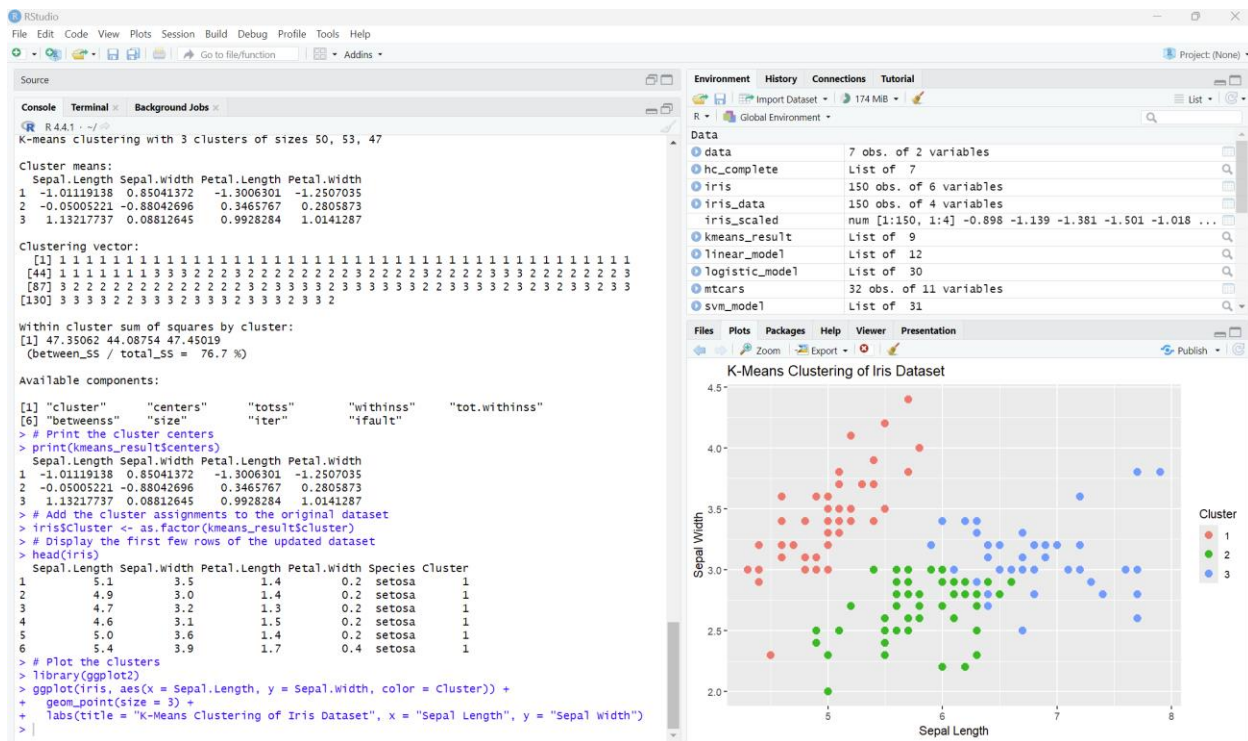 RStudio
File Edit Code View Plots Session Build Debug Profile Tools Help
Go to file/function Addins
Project: (None)
Source
Console Terminal Background Jobs
R R 4.4.1 · ~/
K-means clustering with 3 clusters of sizes 50, 53, 47
Cluster means:
Sepal.Length Sepal.Width Petal.Length Petal.Width
1 -1.01119138 0.85041372 -1.3006301 -1.2507035
2 -0.05005221 -0.88042696 0.3465767 0.2805873
3 1.13217737 0.08812645 0.9928284 1.0141287
Clustering vector:
[1] 1 1 1 1 1 1 1 1 1 1 1 1 1 1 1 1 1 1 1 1 1 1 1 1 1 1 1 1 1 1 1 1 1 1 1 1 1 1 1 1 1 1 1
[44] 1 1 1 1 1 1 1 3 3 3 2 2 2 3 2 2 2 2 2 2 2 2 3 2 2 2 2 3 2 2 2 2 3 3 3 2 2 2 2 2 2 2 3
[87] 3 2 2 2 2 2 2 2 2 2 2 2 2 2 3 2 3 3 3 3 2 3 3 3 3 3 3 2 2 3 3 3 3 2 3 2 3 2 3 3 2 3 3
[130] 3 3 3 3 2 2 3 3 3 2 3 3 3 2 3 3 3 2 3 3 2
Within cluster sum of squares by cluster:
[1] 47.35062 44.08754 47.45019
(between_SS / total_SS = 76.7 %)
Available components:
[1] "cluster" "centers" "totss" "withinss" "tot.withinss"
[6] "betweenss" "size" "iter" "ifault"
> # Print the cluster centers
> print(kmeans_result$centers)
Sepal.Length Sepal.Width Petal.Length Petal.Width
1 -1.01119138 0.85041372 -1.3006301 -1.2507035
2 -0.05005221 -0.88042696 0.3465767 0.2805873
3 1.13217737 0.08812645 0.9928284 1.0141287
> # Add the cluster assignments to the original dataset
> iris$Cluster <- as.factor(kmeans_result$cluster)
> # Display the first few rows of the updated dataset
> head(iris)
Sepal.Length Sepal.Width Petal.Length Petal.Width Species Cluster
1 5.1 3.5 1.4 0.2 setosa 1
2 4.9 3.0 1.4 0.2 setosa 1
3 4.7 3.2 1.3 0.2 setosa 1
4 4.6 3.1 1.5 0.2 setosa 1
5 5.0 3.6 1.4 0.2 setosa 1
6 5.4 3.9 1.7 0.4 setosa 1
> # Plot the clusters
> library(ggplot2)
> ggplot(iris, aes(x = Sepal.Length, y = Sepal.Width, color = Cluster)) +
+ geom_point(size = 3) +
+ labs(title = "K-Means Clustering of Iris Dataset", x = "Sepal Length", y = "Sepal Width")
>
Environment History Connections Tutorial
Import Dataset 174 MiB List
R Global Environment
Data
data 7 obs. of 2 variables
hc_complete List of 7
iris 150 obs. of 6 variables
iris_data 150 obs. of 4 variables
iris_scaled num [1:150, 1:4] -0.898 -1.139 -1.381 -1.501 -1.018 ...
kmeans_result List of 9
linear_model List of 12
logistic_model List of 30
mtcars 32 obs. of 11 variables
svm_model List of 31
Files Plots Packages Help Viewer Presentation
Zoom Export Publish
K-Means Clustering of Iris Dataset
4.5
4.0
3.5
3.0
2.5
2.0
Sepal Width
5 6 7 8
Sepal Length
Cluster
1
2
3